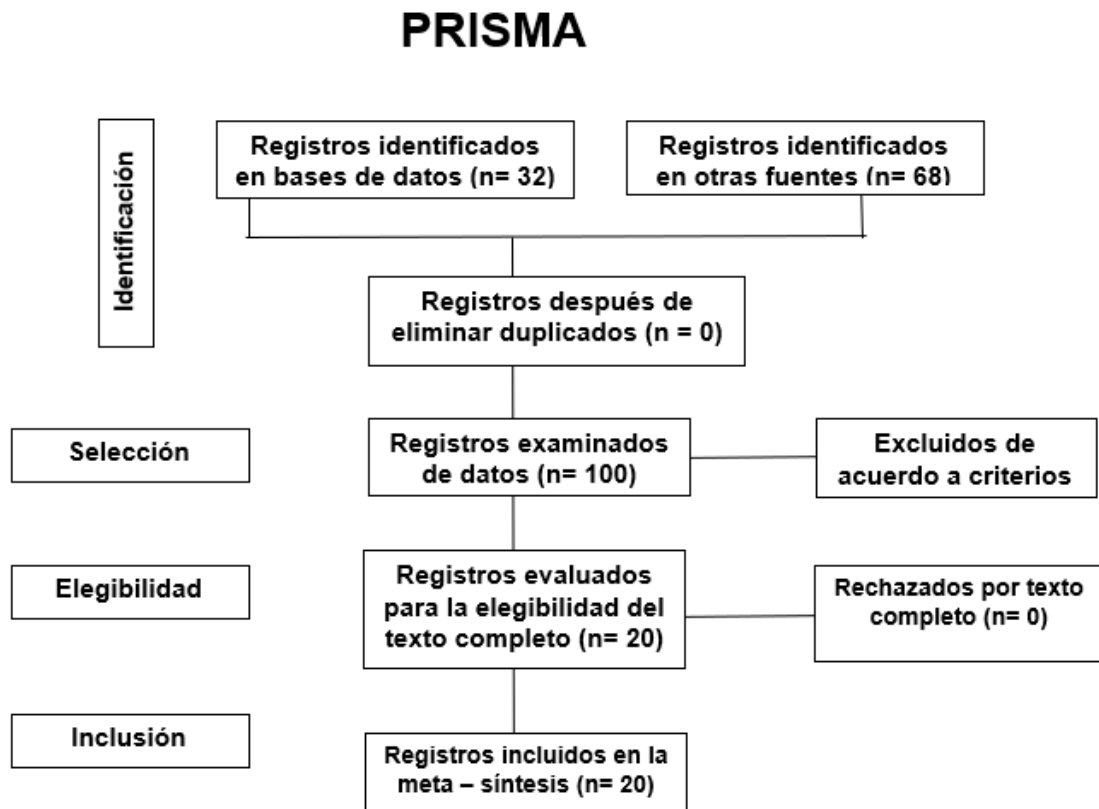 PRISMA
Identificación
Registros identificados
en bases de datos (n= 32)
Registros identificados
en otras fuentes (n= 68)
Registros después de
eliminar duplicados (n = 0)
Selección
Registros examinados
de datos (n= 100)
Excluidos de
acuerdo a criterios
Elegibilidad
Registros evaluados
para la elegibilidad del
texto completo (n= 20)
Rechazados por texto
completo (n= 0)
Inclusión
Registros incluidos en la
meta – síntesis (n= 20)